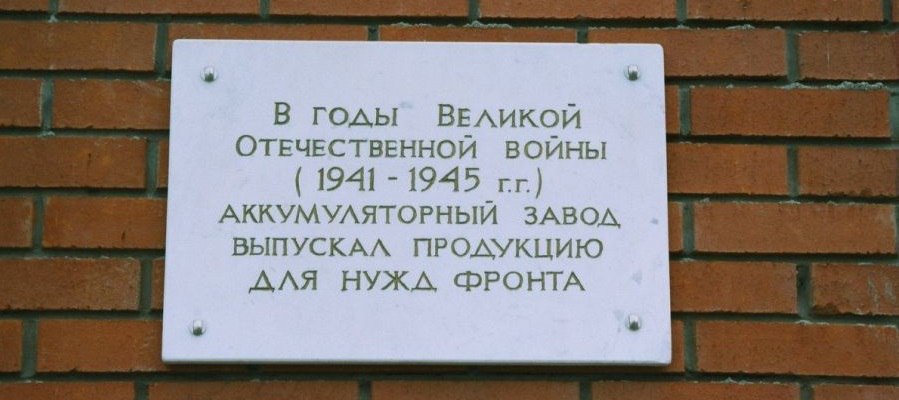 В годы Великой
Отечественной войны
( 1941 - 1945 г.г.)
аккумуляторный завод
выпускал продукцию
для нужд фронта